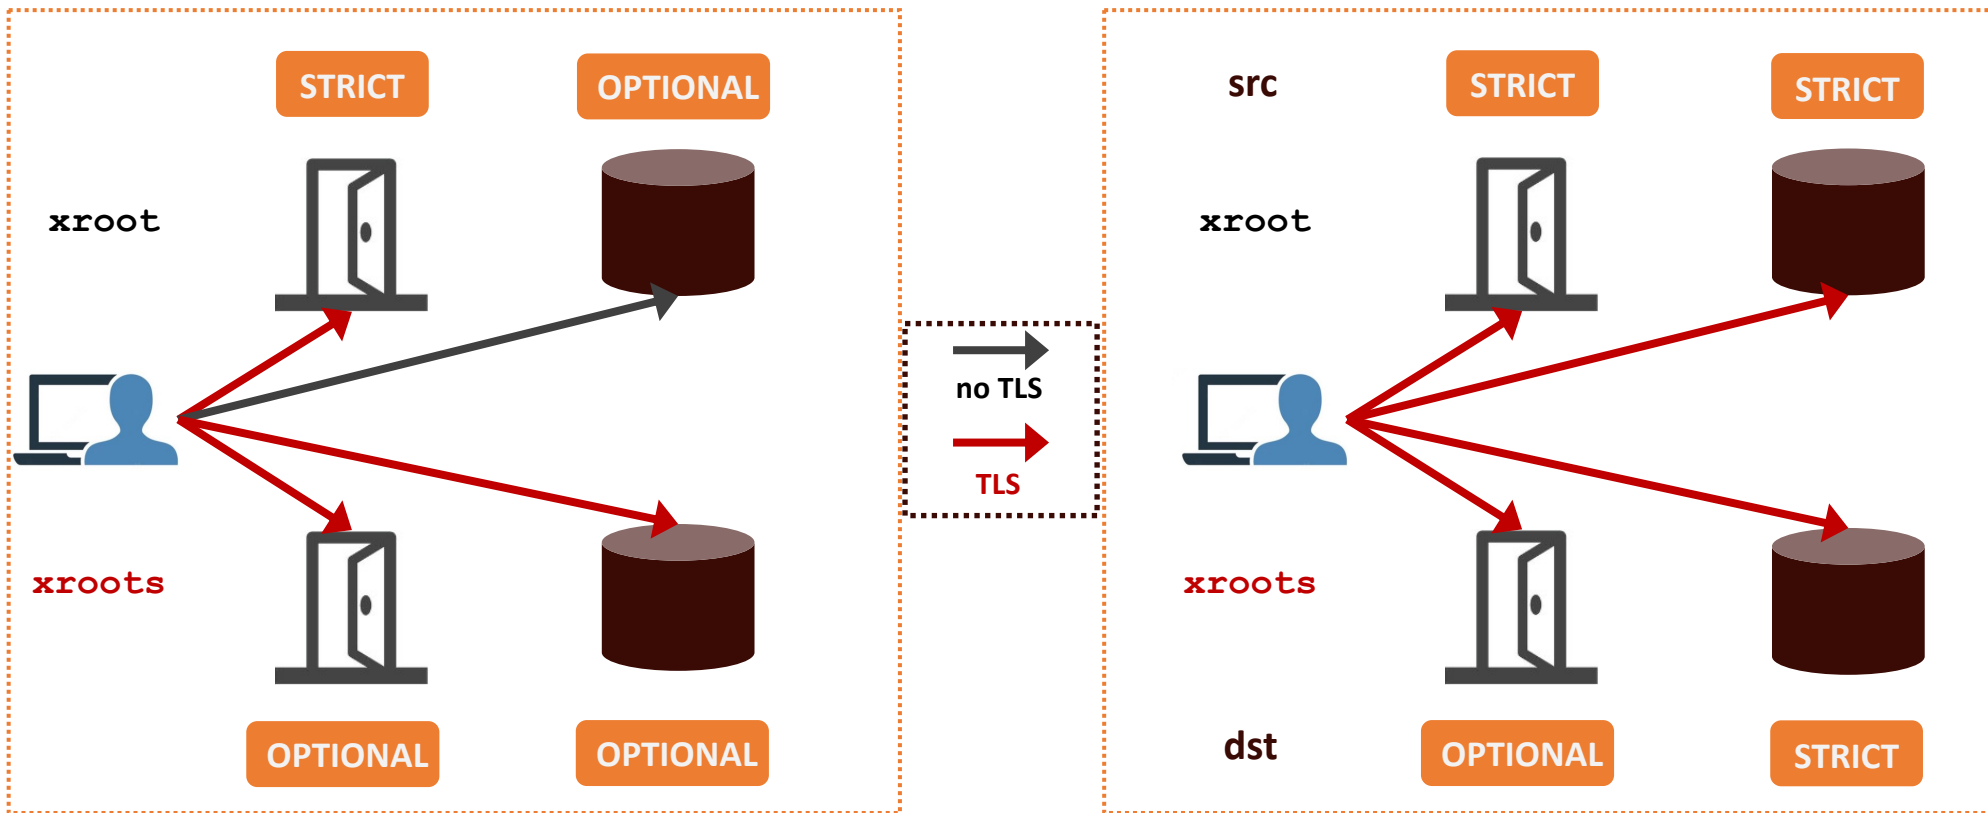 STRICT
OPTIONAL
xroot
xroots
OPTIONAL
OPTIONAL
no TLS
TLS
src
STRICT
STRICT
xroot
xroots
dst
OPTIONAL
STRICT